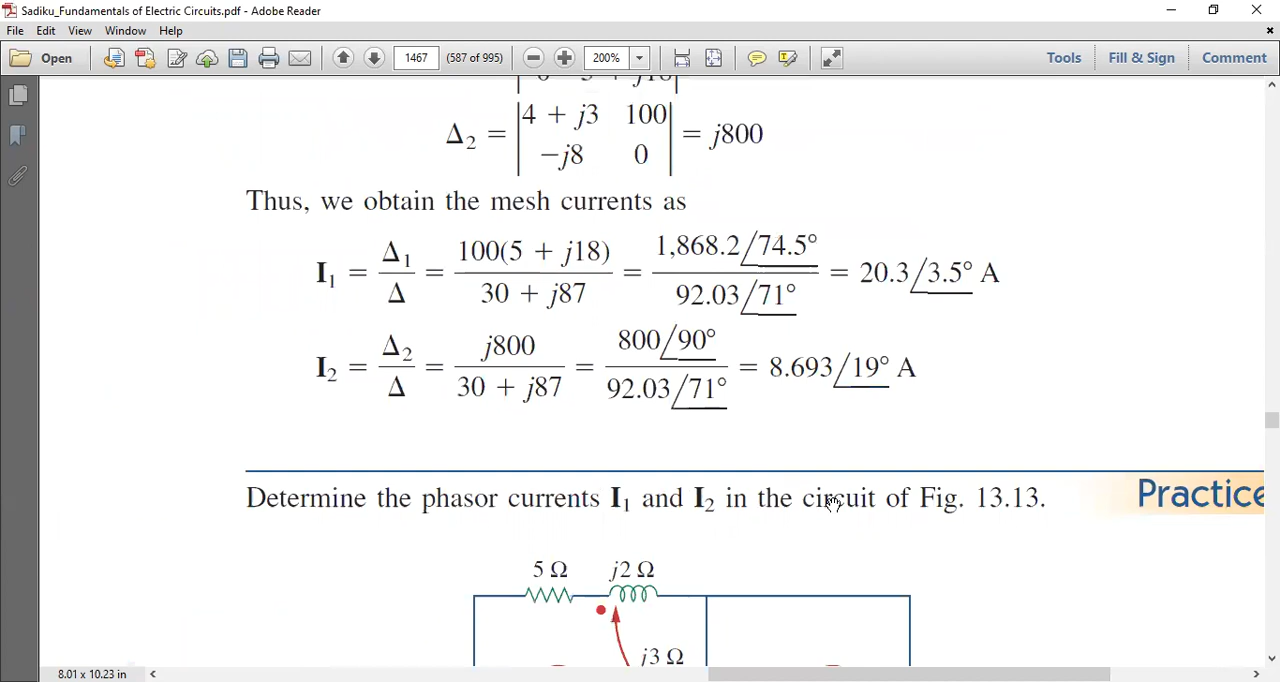 Sadiku_Fundamentals of Electric Circuits.pdf - Adobe Reader
File Edit View Window Help
Open 1467 (587 of 995) 200% Tools Fill & Sign Comment
Δ₂ = |4 + j3 100| = j800
−j8 0
Thus, we obtain the mesh currents as
I₁ = Δ₁/Δ = 100(5 + j18)/(30 + j87) = 1,868.2/74.5° / 92.03/71° = 20.3/3.5° A
I₂ = Δ₂/Δ = j800/(30 + j87) = 800/90° / 92.03/71° = 8.693/19° A
Determine the phasor currents I₁ and I₂ in the circuit of Fig. 13.13.
Practice
5 Ω j2 Ω
j3 Ω
8.01 x 10.23 in